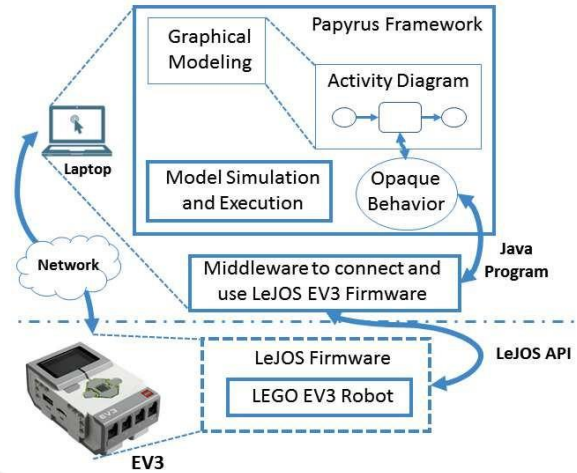 Papyrus Framework
Graphical
Modeling
Activity Diagram
Laptop
Model Simulation
and Execution
Opaque
Behavior
Java
Program
Network
Middleware to connect and
use LeJOS EV3 Firmware
LeJOS Firmware
LeJOS API
LEGO EV3 Robot
EV3
EV3